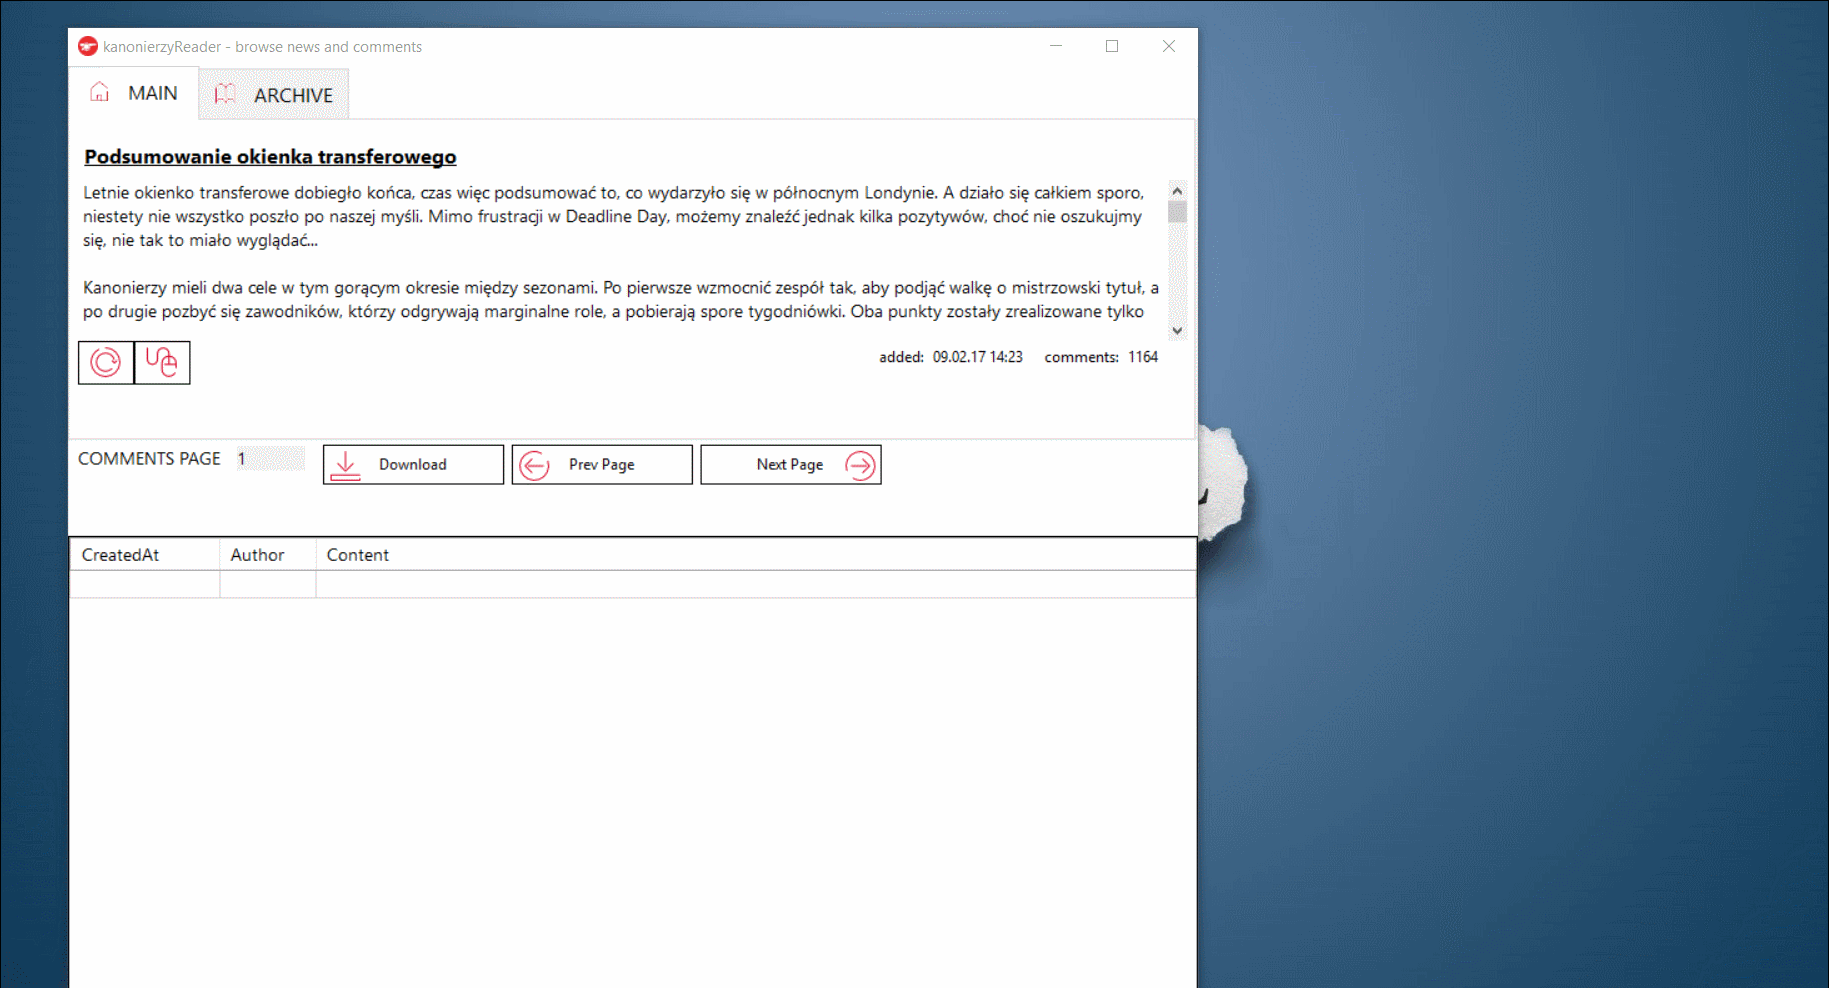 kanonierzyReader - browse news and comments
MAIN
ARCHIVE
Podsumowanie okienka transferowego
Letnie okienko transferowe dobiegło końca, czas więc podsumować to, co wydarzyło się w północnym Londynie. A działo się całkiem sporo,
niestety nie wszystko poszło po naszej myśli. Mimo frustracji w Deadline Day, możemy znaleźć jednak kilka pozytywów, choć nie oszukujmy
się, nie tak to miało wyglądać...
Kanonierzy mieli dwa cele w tym gorącym okresie między sezonami. Po pierwsze wzmocnić zespół tak, aby podjąć walkę o mistrzowski tytuł, a
po drugie pozbyć się zawodników, którzy odgrywają marginalne role, a pobierają spore tygodniówki. Oba punkty zostały zrealizowane tylko
added: 09.02.17 14:23 comments: 1164
COMMENTS PAGE 1
Download
Prev Page
Next Page
CreatedAt Author Content